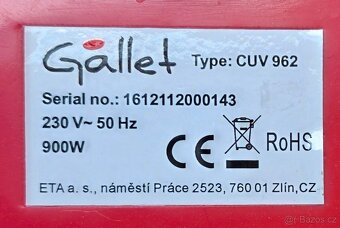 Gallet Type: CUV 962
Serial no.: 1612112000143
230 V~ 50 Hz
900W
CE RoHS
ETA a. s., náměstí Práce 2523, 760 01 Zlín,CZ